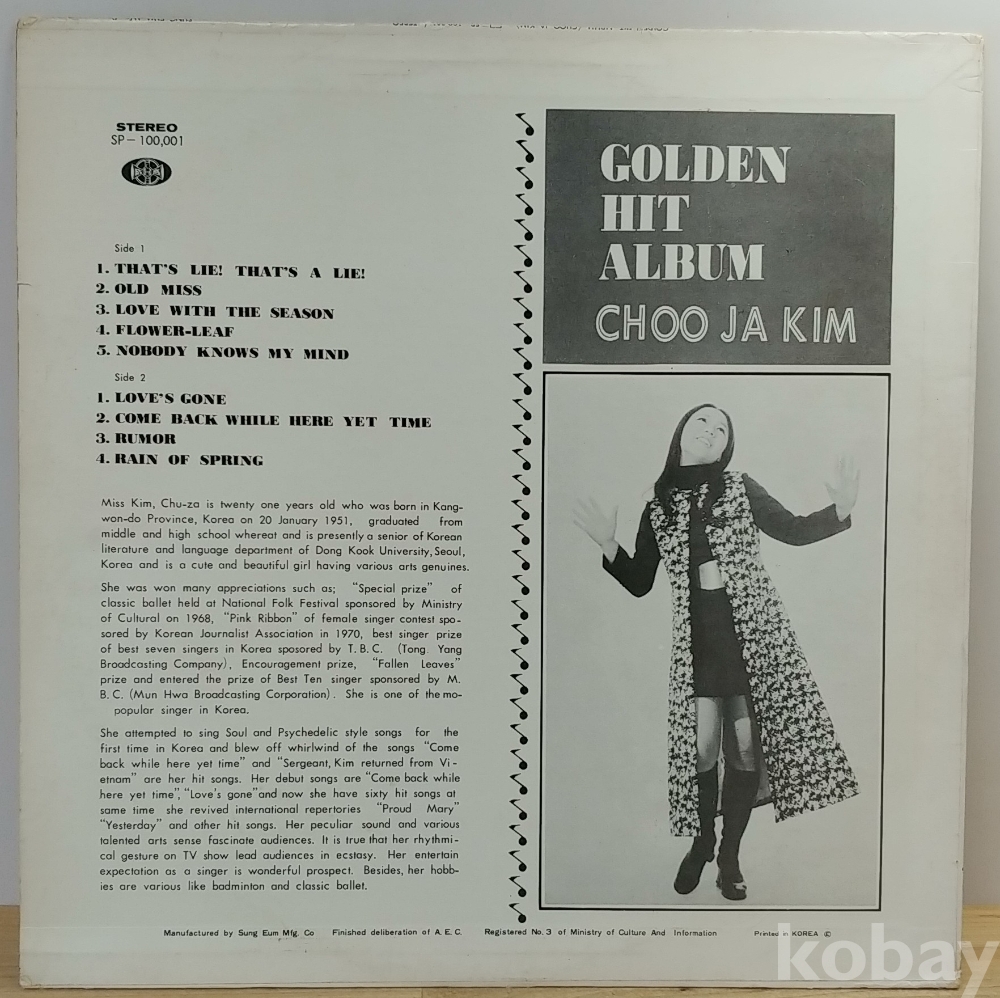 STEREO
SP－100,001
Side 1
1. THAT'S LIE! THAT'S A LIE!
2. OLD MISS
3. LOVE WITH THE SEASON
4. FLOWER-LEAF
5. NOBODY KNOWS MY MIND
Side 2
1. LOVE'S GONE
2. COME BACK WHILE HERE YET TIME
3. RUMOR
4. RAIN OF SPRING
Miss Kim, Chu-za is twenty one years old who was born in Kang-
won-do Province, Korea on 20 January 1951, graduated from
middle and high school whereat and is presently a senior of Korean
literature and language department of Dong Kook University, Seoul,
Korea and is a cute and beautiful girl having various arts genuines.
She was won many appreciations such as; "Special prize" of
classic ballet held at National Folk Festival sponsored by Ministry
of Cultural on 1968, "Pink Ribbon" of female singer contest spo-
sored by Korean Journalist Association in 1970, best singer prize
of best seven singers in Korea sposored by T.B.C. (Tong Yang
Broadcasting Company), Encouragement prize, "Fallen Leaves"
prize and entered the prize of Best Ten singer sponsored by M.
B.C. (Mun Hwa Broadcasting Corporation). She is one of the mo-
popular singer in Korea.
She attempted to sing Soul and Psychedelic style songs for the
first time in Korea and blew off whirlwind of the songs "Come
back while here yet time" and "Sergeant, Kim returned from Vi-
etnam" are her hit songs. Her debut songs are "Come back while
here yet time", "Love's gone" and now she have sixty hit songs at
same time she revived international repertories "Proud Mary"
"Yesterday" and other hit songs. Her peculiar sound and various
talented arts sense fascinate audiences. It is true that her rhythmi-
cal gesture on TV show lead audiences in ecstasy. Her entertain
expectation as a singer is wonderful prospect. Besides, her hobb-
ies are various like badminton and classic ballet.
GOLDEN
HIT
ALBUM
CHOO JA KIM
Manufactured by Sung Eum Mfg. Co Finished deliberation of A.E.C. Registered No. 3 of Ministry of Culture And Information Printed in KOREA ©
kobay